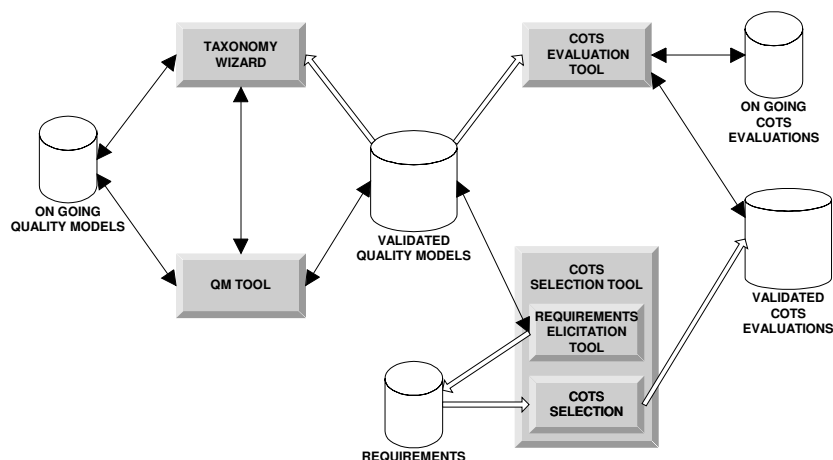 TAXONOMY
WIZARD
COTS
EVALUATION
TOOL
ON GOING
COTS
EVALUATIONS
ON GOING
QUALITY MODELS
VALIDATED
QUALITY MODELS
QM TOOL
COTS
SELECTION TOOL
REQUIREMENTS
ELICITATION
TOOL
VALIDATED
COTS
EVALUATIONS
COTS
SELECTION
REQUIREMENTS